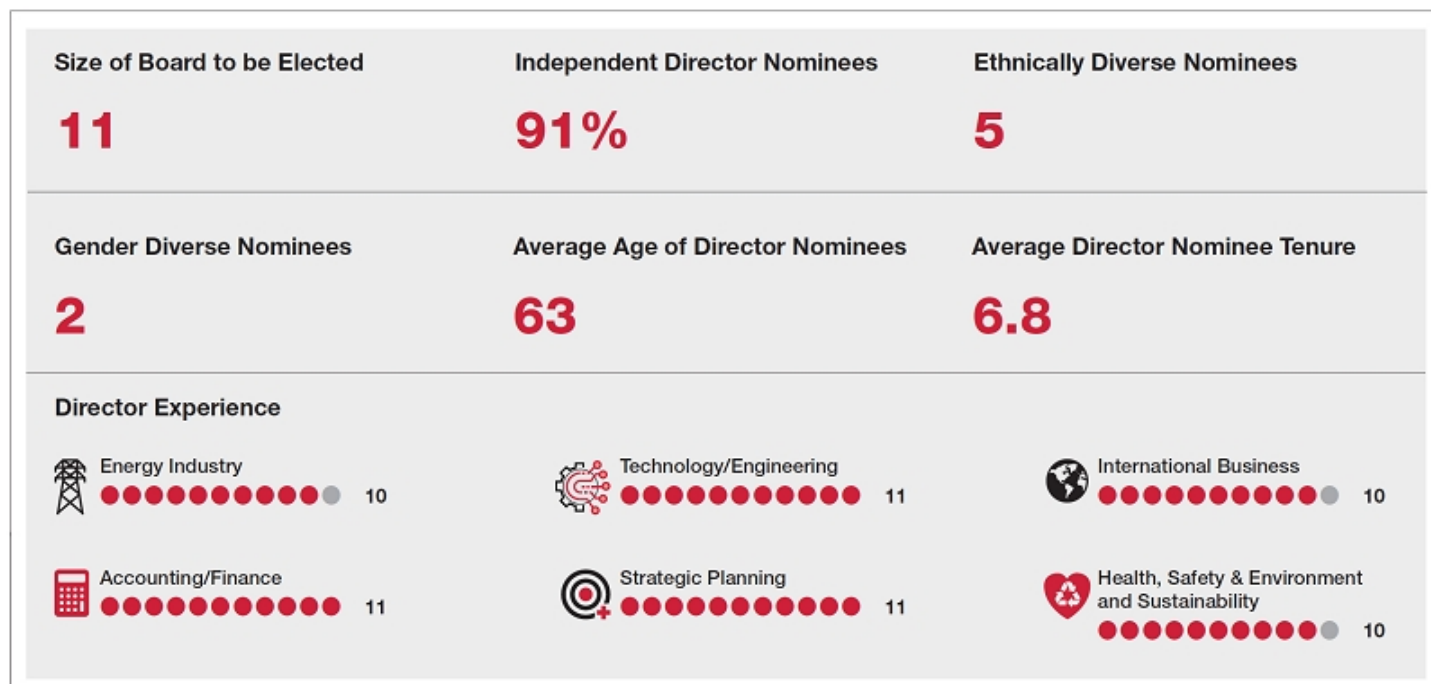 Size of Board to be Elected
Independent Director Nominees
Ethnically Diverse Nominees
11
91%
5
Gender Diverse Nominees
Average Age of Director Nominees
Average Director Nominee Tenure
2
63
6.8
Director Experience
Energy Industry
10
Technology/Engineering
11
International Business
10
Accounting/Finance
11
Strategic Planning
11
Health, Safety & Environment
and Sustainability
10